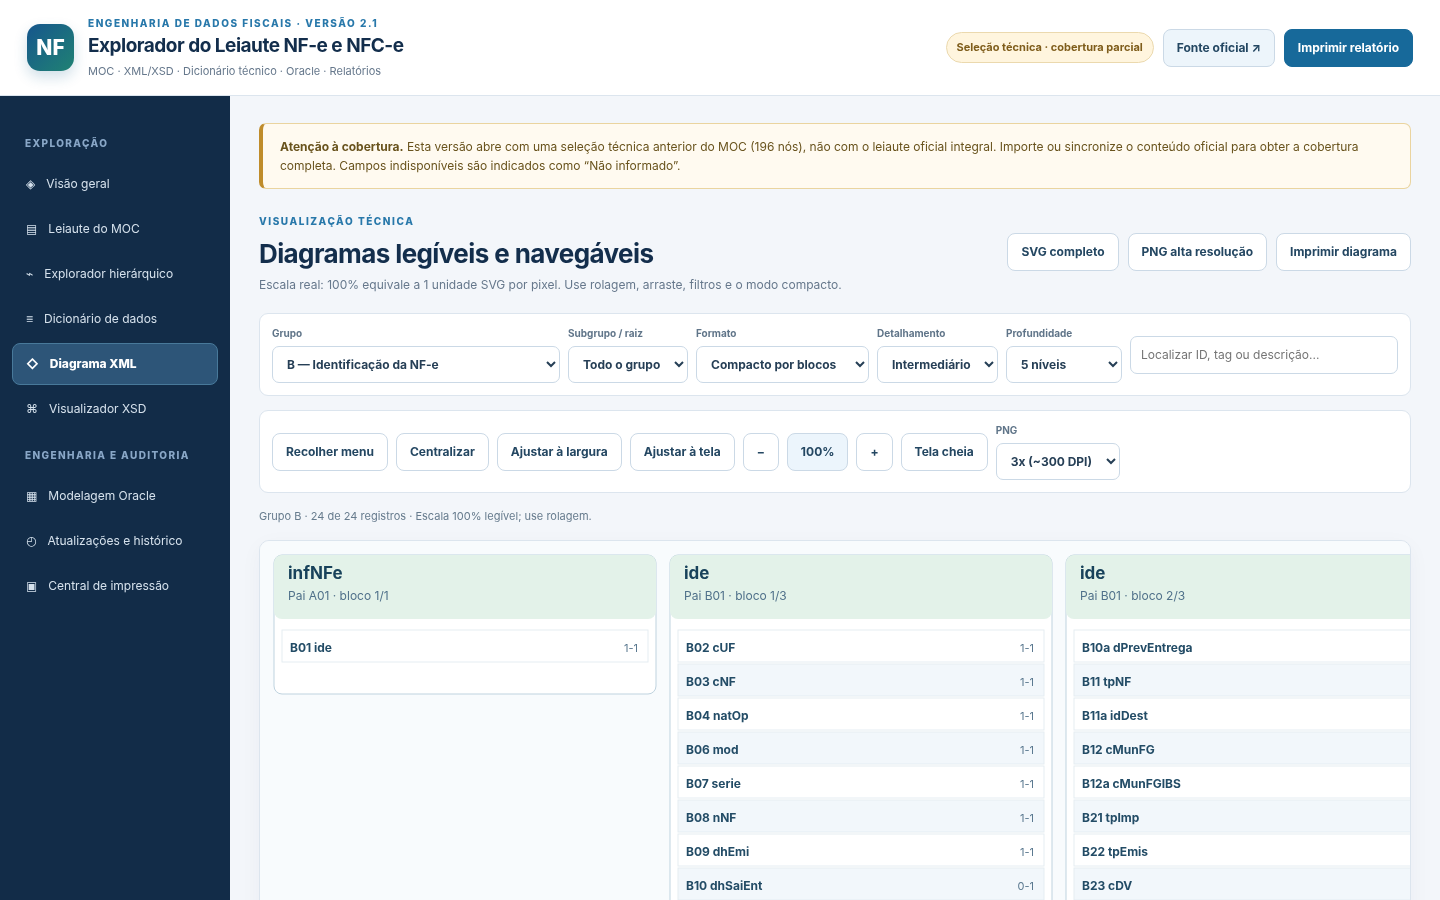 NF
ENGENHARIA DE DADOS FISCAIS · VERSÃO 2.1
Explorador do Leiaute NF-e e NFC-e
MOC · XML/XSD · Dicionário técnico · Oracle · Relatórios
Seleção técnica · cobertura parcial
Fonte oficial ↗
Imprimir relatório
EXPLORAÇÃO
Visão geral
Leiaute do MOC
Explorador hierárquico
Dicionário de dados
Diagrama XML
Visualizador XSD
ENGENHARIA E AUDITORIA
Modelagem Oracle
Atualizações e histórico
Central de impressão
Atenção à cobertura. Esta versão abre com uma seleção técnica anterior do MOC (196 nós), não com o leiaute oficial integral. Importe ou sincronize o conteúdo oficial para obter a cobertura
completa. Campos indisponíveis são indicados como “Não informado”.
VISUALIZAÇÃO TÉCNICA
Diagramas legíveis e navegáveis
Escala real: 100% equivale a 1 unidade SVG por pixel. Use rolagem, arraste, filtros e o modo compacto.
SVG completo
PNG alta resolução
Imprimir diagrama
Grupo
B — Identificação da NF-e
Subgrupo / raiz
Todo o grupo
Formato
Compacto por blocos
Detalhamento
Intermediário
Profundidade
5 níveis
Localizar ID, tag ou descrição...
Recolher menu
Centralizar
Ajustar à largura
Ajustar à tela
−
100%
+
Tela cheia
PNG
3x (~300 DPI)
Grupo B · 24 de 24 registros · Escala 100% legível; use rolagem.
infNFe
Pai A01 · bloco 1/1
B01 ide 1-1
ide
Pai B01 · bloco 1/3
B02 cUF 1-1
B03 cNF 1-1
B04 natOp 1-1
B06 mod 1-1
B07 serie 1-1
B08 nNF 1-1
B09 dhEmi 1-1
B10 dhSaiEnt 0-1
ide
Pai B01 · bloco 2/3
B10a dPrevEntrega
B11 tpNF
B11a idDest
B12 cMunFG
B12a cMunFGIBS
B21 tpImp
B22 tpEmis
B23 cDV